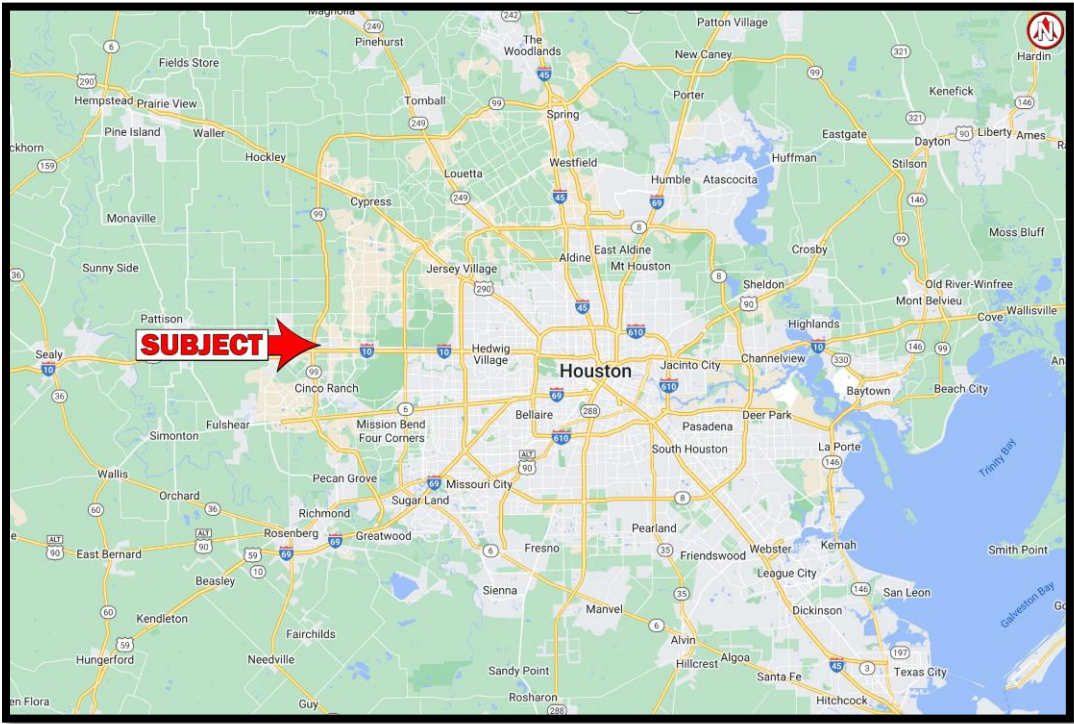 Magnolia
242
Patton Village
249
Pinehurst
The
Woodlands
N
6
New Caney
321
Hardin
Fields Store
45
99
290
Kenefick
Hempstead
Prairie View
Tomball
99
Porter
146
249
Spring
321
Pine Island
Waller
Eastgate
90
Liberty
Ames
Dayton
ckhorn
Hockley
Westfield
Huffman
Stilson
159
Louetta
Humble
Atascocita
146
45
69
Cypress
249
99
Monaville
8
Moss Bluff
99
East Aldine
Crosby
Aldine
Mt Houston
Sunny Side
Jersey Village
8
36
Sheldon
Old River-Winfree
290
90
Mont Belvieu
45
Wallisville
Pattison
Highlands
Cove
610
SUBJECT
10
10
Hedwig
Village
10
146
99
Sealy
Houston
Jacinto City
Channelview
330
An
10
99
610
Cinco Ranch
Baytown
Beach City
36
69
6
288
Fulshear
Mission Bend
Bellaire
Deer Park
Simonton
Four Corners
610
Pasadena
La Porte
South Houston
Trinity Bay
ALT
90
146
Wallis
Pecan Grove
69
Missouri City
Orchard
Sugar Land
8
60
36
Richmond
Pearland
ALT
90
ALT
90
Rosenberg
69
69
Greatwood
Fresno
35
Webster
Kemah
East Bernard
59
6
Friendswood
Smith Point
10
League City
Beasley
Sienna
35
146
San Leon
Galveston Bay
60
Kendleton
Manvel
Dickinson
6
Fairchilds
59
Alvin
197
Hungerford
Needville
Hillcrest
Algoa
45
3
Texas City
Sandy Point
Santa Fe
en Flora
Guy
Rosharon
Hitchcock
288